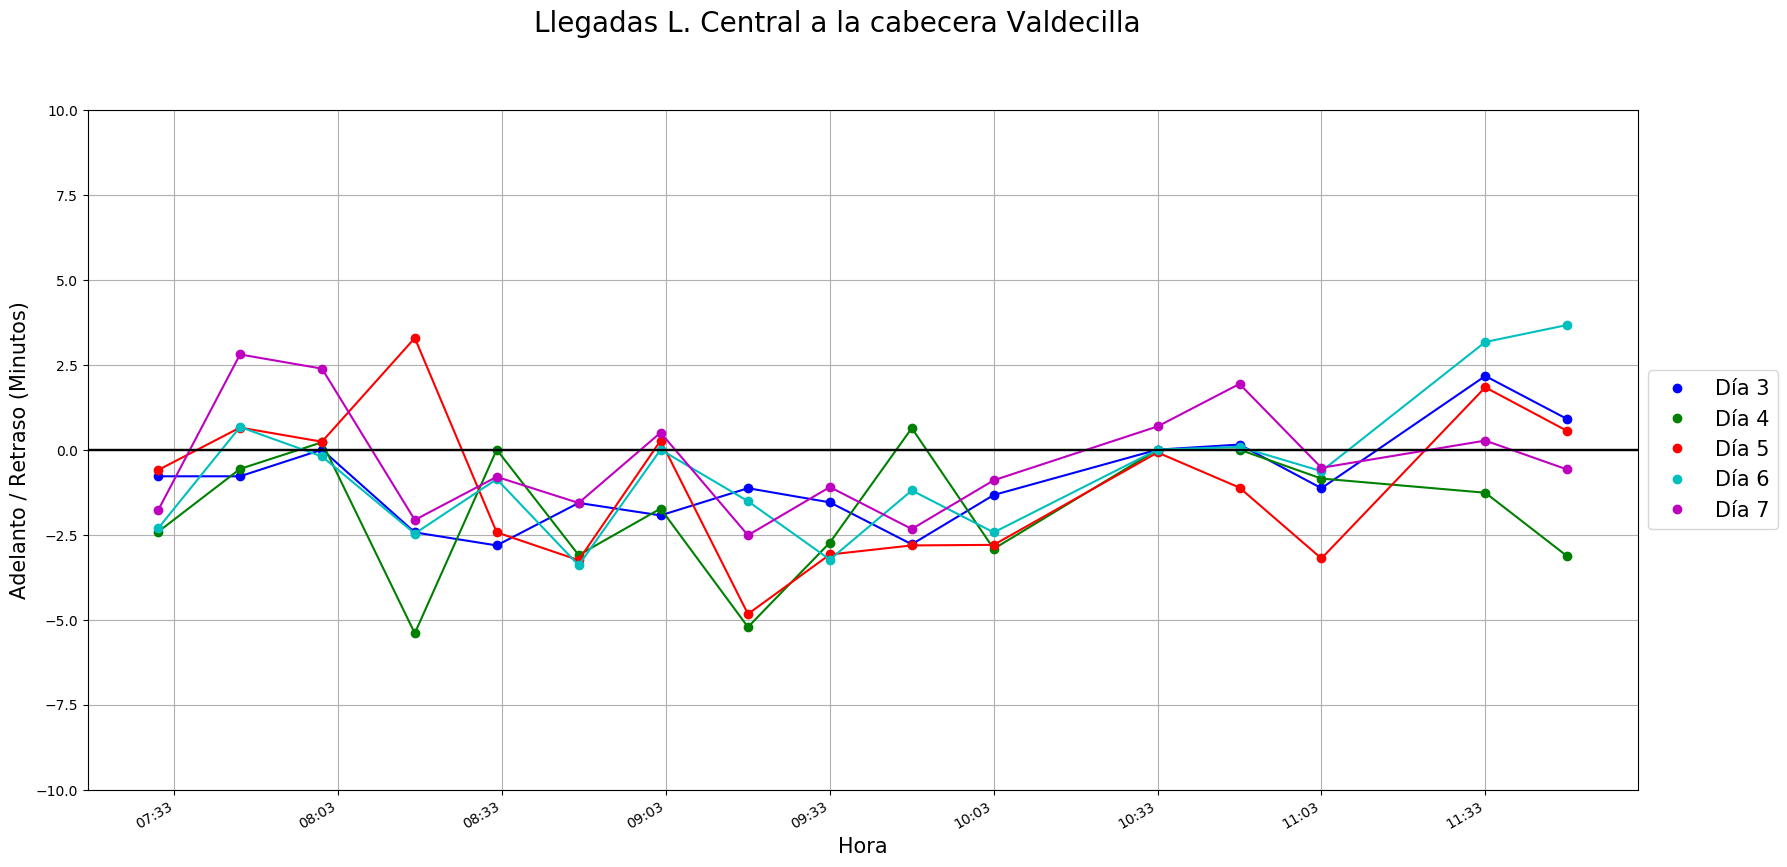 Llegadas L. Central a la cabecera Valdecilla
Adelanto / Retraso (Minutos)
10.0
7.5
5.0
2.5
0.0
−2.5
−5.0
−7.5
−10.0
07:33
08:03
08:33
09:03
09:33
10:03
10:33
11:03
11:33
Hora
Día 3
Día 4
Día 5
Día 6
Día 7